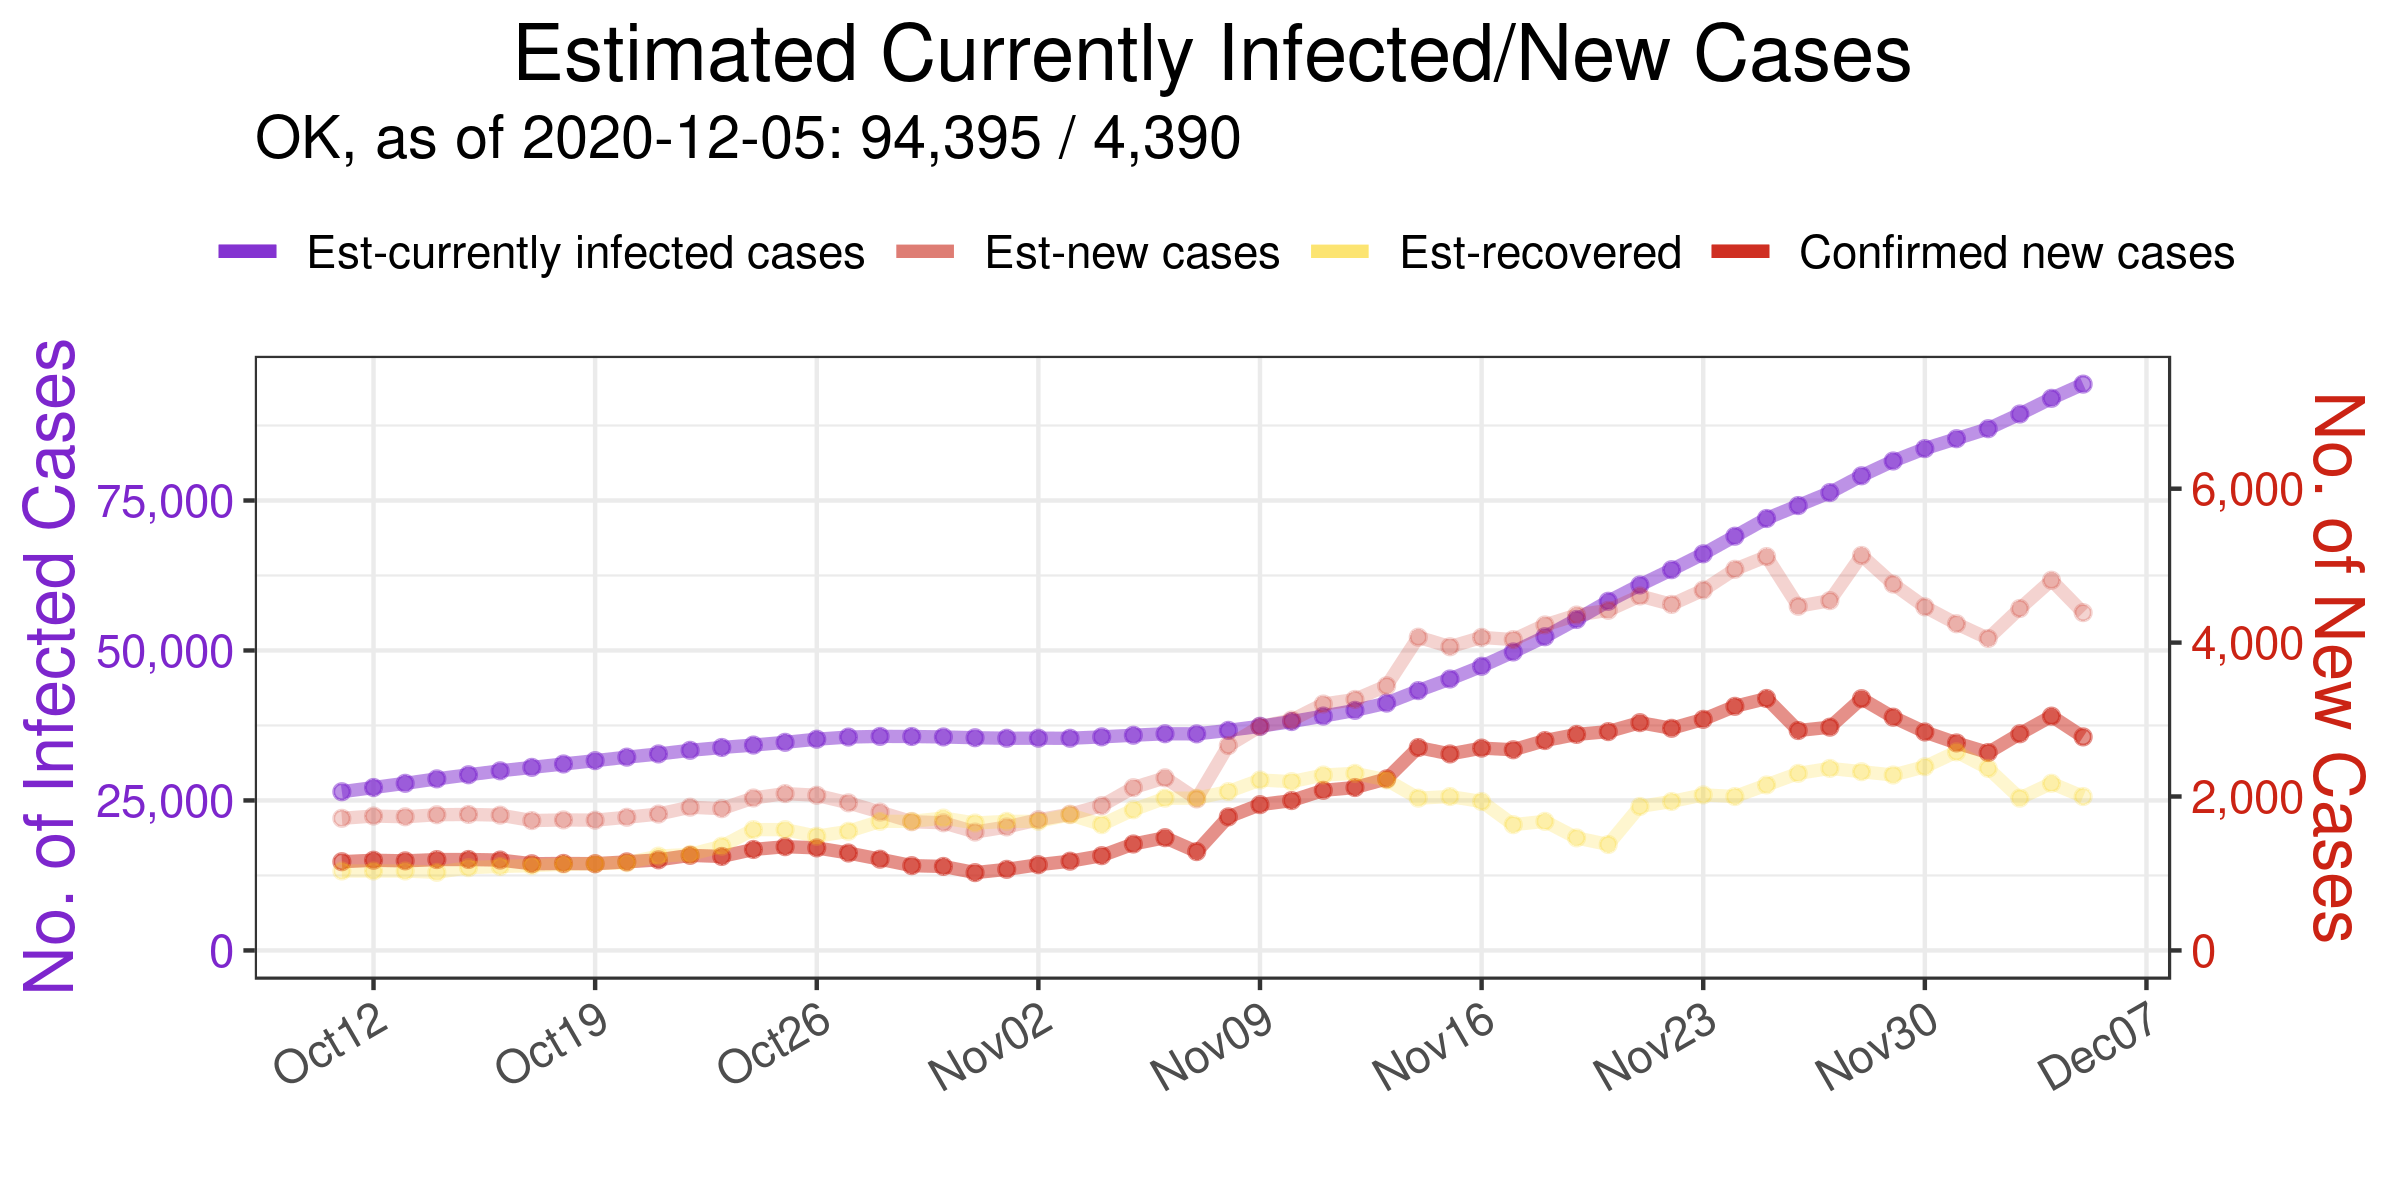 Estimated Currently Infected/New Cases
OK, as of 2020-12-05: 94,395 / 4,390
Est-currently infected cases Est-new cases Est-recovered Confirmed new cases
No. of Infected Cases
75,000
50,000
25,000
0
6,000
4,000
2,000
0
No. of New Cases
Oct12 Oct19 Oct26 Nov02 Nov09 Nov16 Nov23 Nov30 Dec07